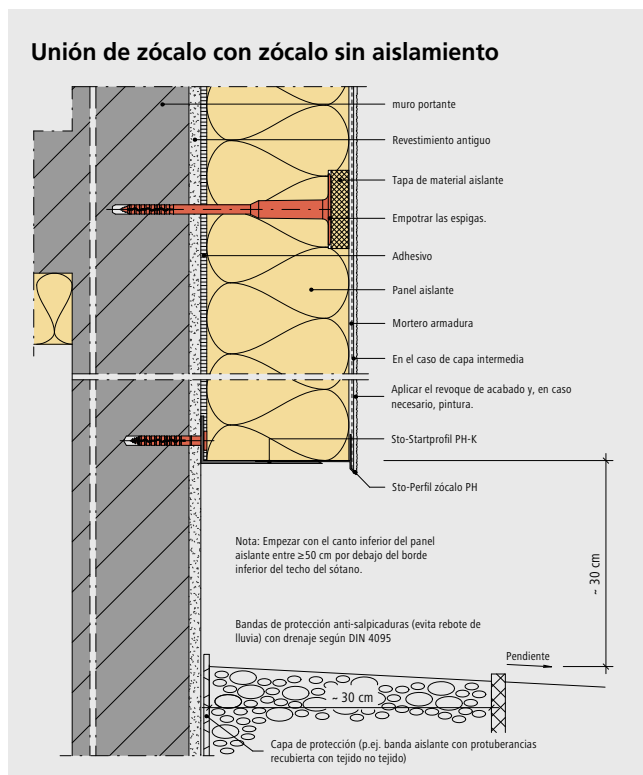 Unión de zócalo con zócalo sin aislamiento
muro portante
Revestimiento antiguo
Tapa de material aislante
Empotrar las espigas.
Adhesivo
Panel aislante
Mortero armadura
En el caso de capa intermedia
Aplicar el revoque de acabado y, en caso
necesario, pintura.
Sto-Startprofil PH-K
Sto-Perfil zócalo PH
Nota: Empezar con el canto inferior del panel
aislante entre ≥50 cm por debajo del borde
inferior del techo del sótano.
~ 30 cm
Bandas de protección anti-salpicaduras (evita rebote de
lluvia) con drenaje según DIN 4095
Pendiente
~ 30 cm
Capa de protección (p.ej. banda aislante con protuberancias
recubierta con tejido no tejido)